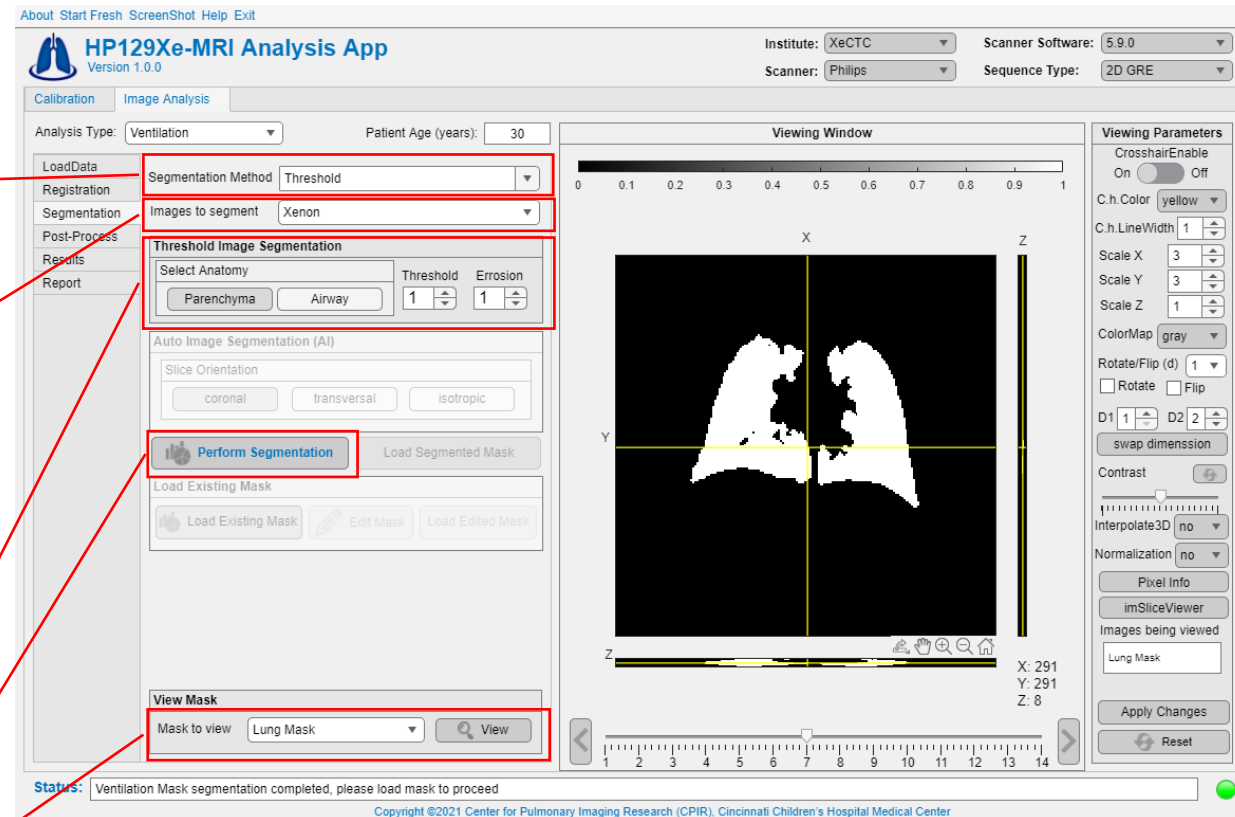 About Start Fresh ScreenShot Help Exit
HP129Xe-MRI Analysis App
Version 1.0.0
Institute: XeCTC Scanner Software: 5.9.0
Scanner: Philips Sequence Type: 2D GRE
Calibration Image Analysis
Analysis Type: Ventilation Patient Age (years): 30
LoadData
Registration
Segmentation
Post-Process
Results
Report
Segmentation Method Threshold
Images to segment Xenon
Threshold Image Segmentation
Select Anatomy Threshold Errosion
Parenchyma Airway 1 1
Auto Image Segmentation (AI)
Slice Orientation
coronal transversal isotropic
Perform Segmentation Load Segmented Mask
Load Existing Mask
Load Existing Mask Edit Mask Load Edited Mask
View Mask
Mask to view Lung Mask View
Viewing Window
0 0.1 0.2 0.3 0.4 0.5 0.6 0.7 0.8 0.9 1
X Z
Y
Z
X: 291
Y: 291
Z: 8
1 2 3 4 5 6 7 8 9 10 11 12 13 14
Viewing Parameters
CrosshairEnable
On Off
C.h.Color yellow
C.h.LineWidth 1
Scale X 3
Scale Y 3
Scale Z 1
ColorMap gray
Rotate/Flip (d) 1
Rotate Flip
D1 1 D2 2
swap dimenssion
Contrast
Interpolate3D no
Normalization no
Pixel Info
imSliceViewer
Images being viewed
Lung Mask
Apply Changes
Reset
Status: Ventilation Mask segmentation completed, please load mask to proceed
Copyright ©2021 Center for Pulmonary Imaging Research (CPIR), Cincinnati Children's Hospital Medical Center